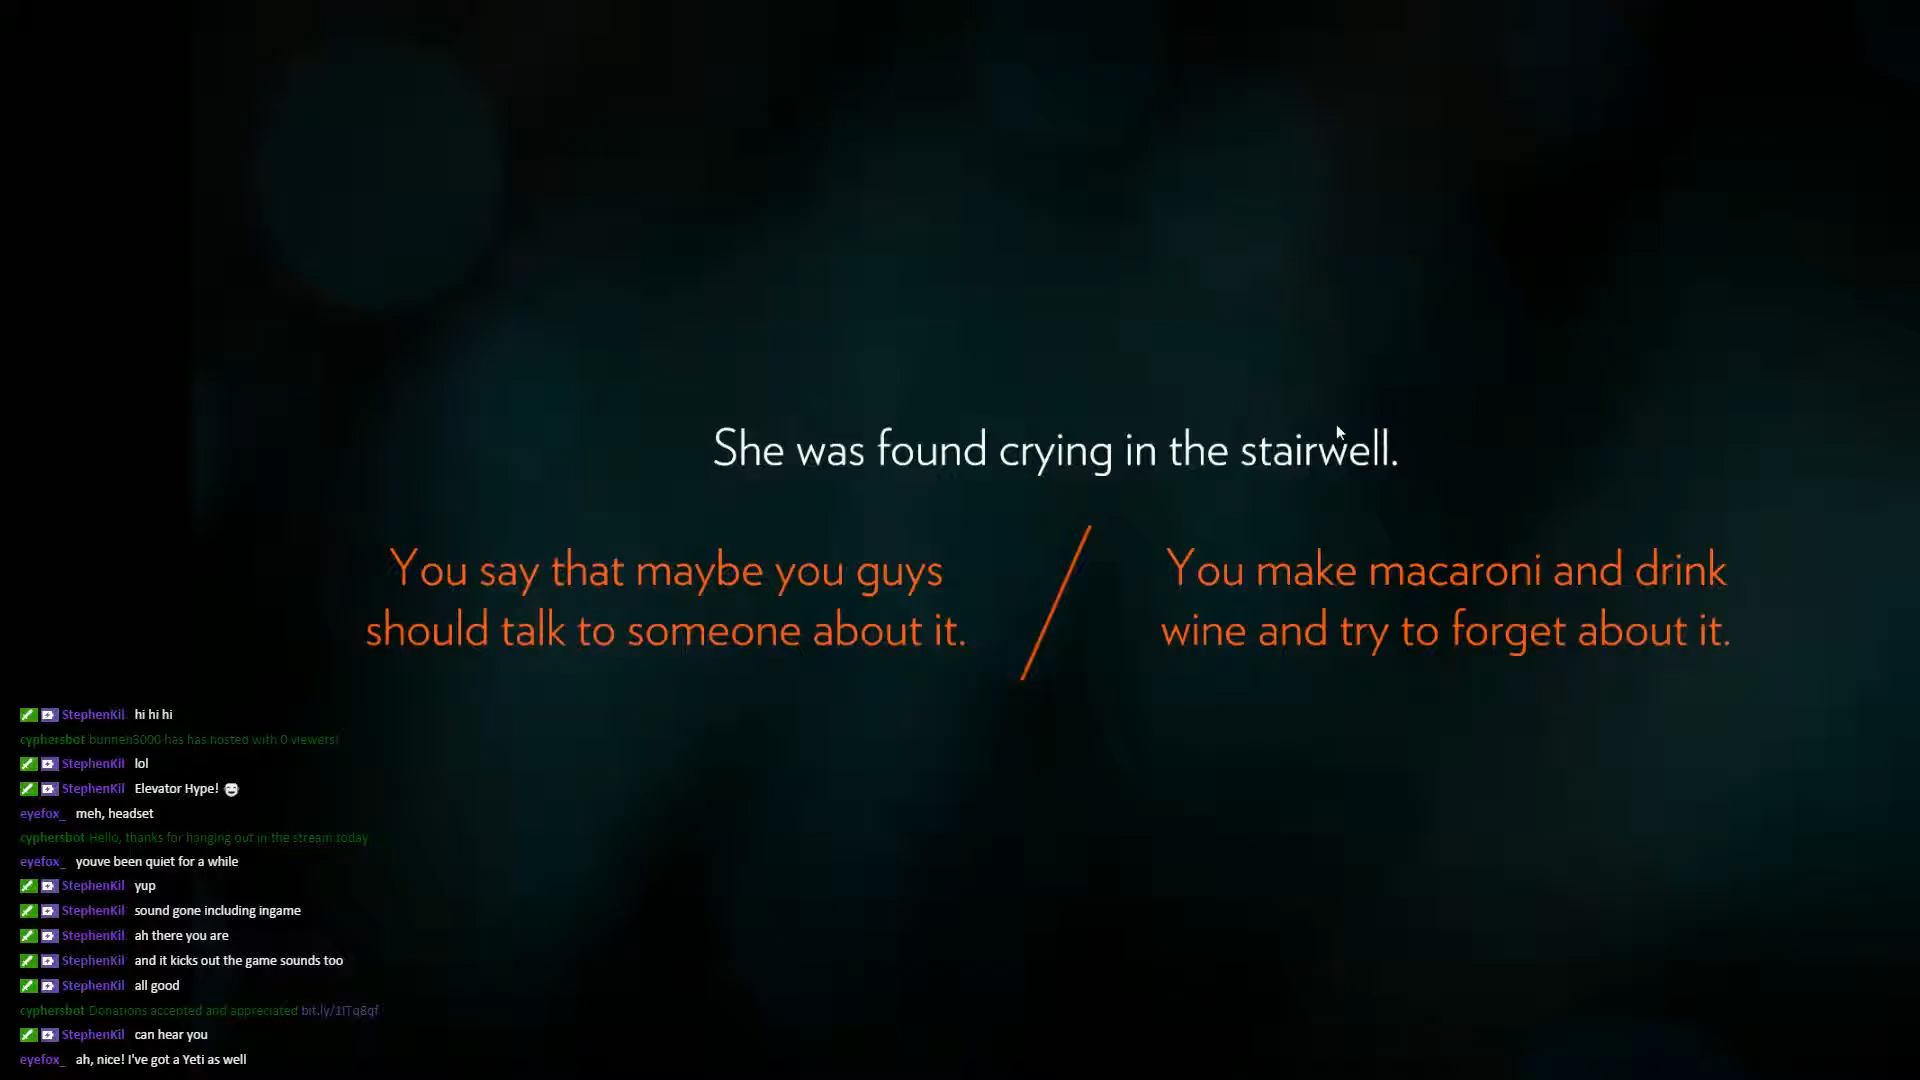 She was found crying in the stairwell.
You say that maybe you guys
should talk to someone about it.
You make macaroni and drink
wine and try to forget about it.
StephenKil hi hi hi
cyphersbot bunneh3000 has has hosted with 0 viewers!
StephenKil lol
StephenKil Elevator Hype!
eyefox_ meh, headset
cyphersbot Hello, thanks for hanging out in the stream today
eyefox_ youve been quiet for a while
StephenKil yup
StephenKil sound gone including ingame
StephenKil ah there you are
StephenKil and it kicks out the game sounds too
StephenKil all good
cyphersbot Donations accepted and appreciated
StephenKil can hear you
eyefox_ ah, nice! I've got a Yeti as well